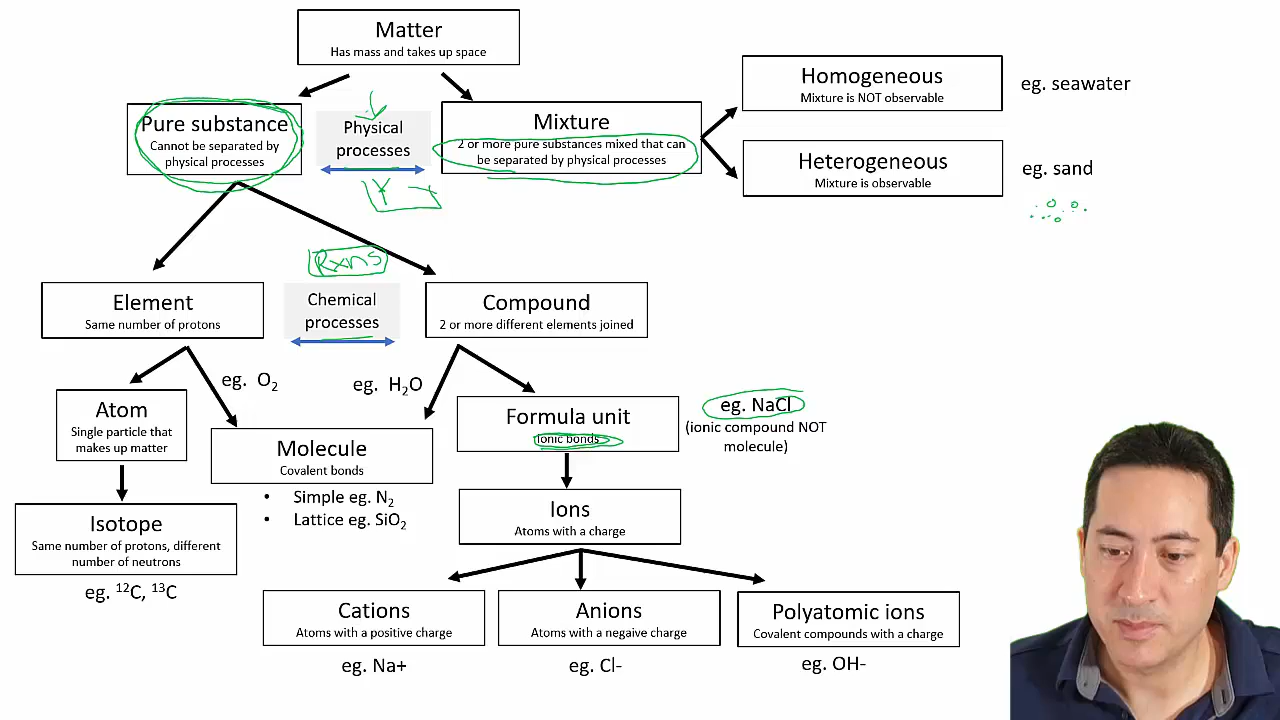 Matter
Has mass and takes up space
Pure substance
Cannot be separated by
physical processes
Physical
processes
Mixture
2 or more pure substances mixed that can
be separated by physical processes
Homogeneous
Mixture is NOT observable
eg. seawater
Heterogeneous
Mixture is observable
eg. sand
Rxns
Element
Same number of protons
Chemical
processes
Compound
2 or more different elements joined
eg. O₂
eg. H₂O
Atom
Single particle that
makes up matter
Molecule
Covalent bonds
• Simple eg. N₂
• Lattice eg. SiO₂
Formula unit
Ionic bonds
eg. NaCl
(ionic compound NOT
molecule)
Isotope
Same number of protons, different
number of neutrons
eg. ¹²C, ¹³C
Ions
Atoms with a charge
Cations
Atoms with a positive charge
eg. Na+
Anions
Atoms with a negaive charge
eg. Cl-
Polyatomic ions
Covalent compounds with a charge
eg. OH-